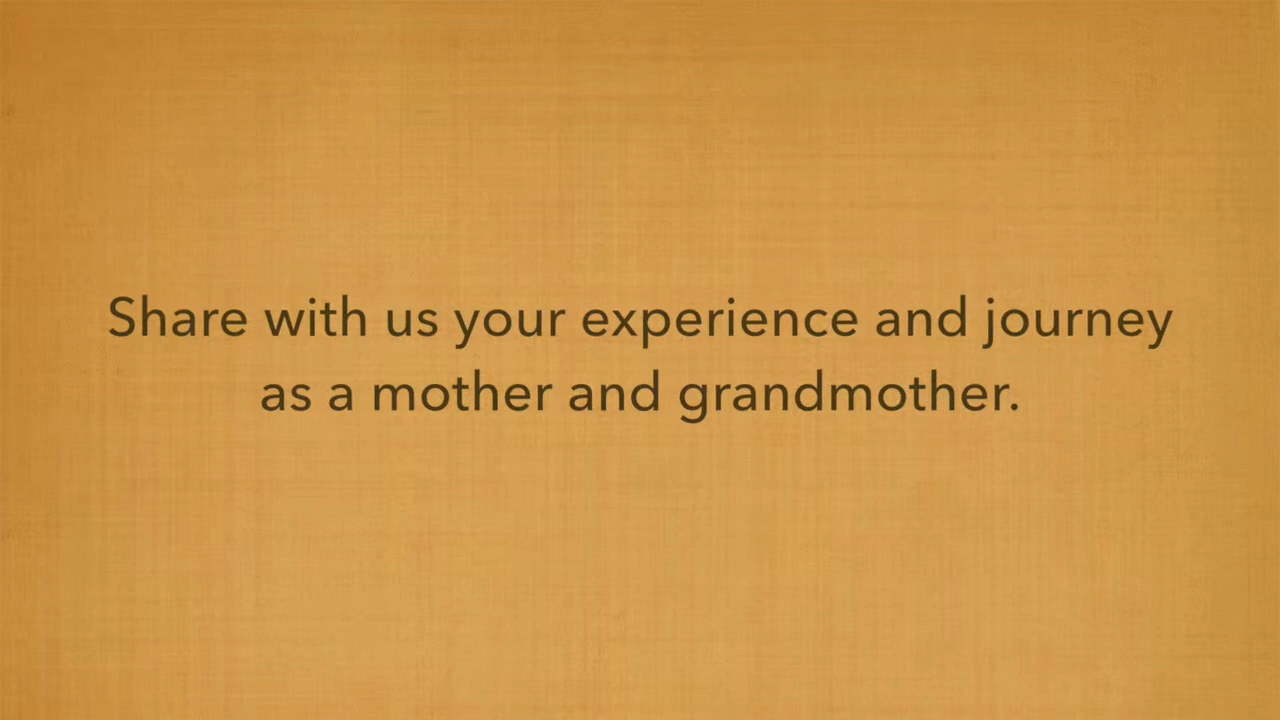 Share with us your experience and journey
as a mother and grandmother.